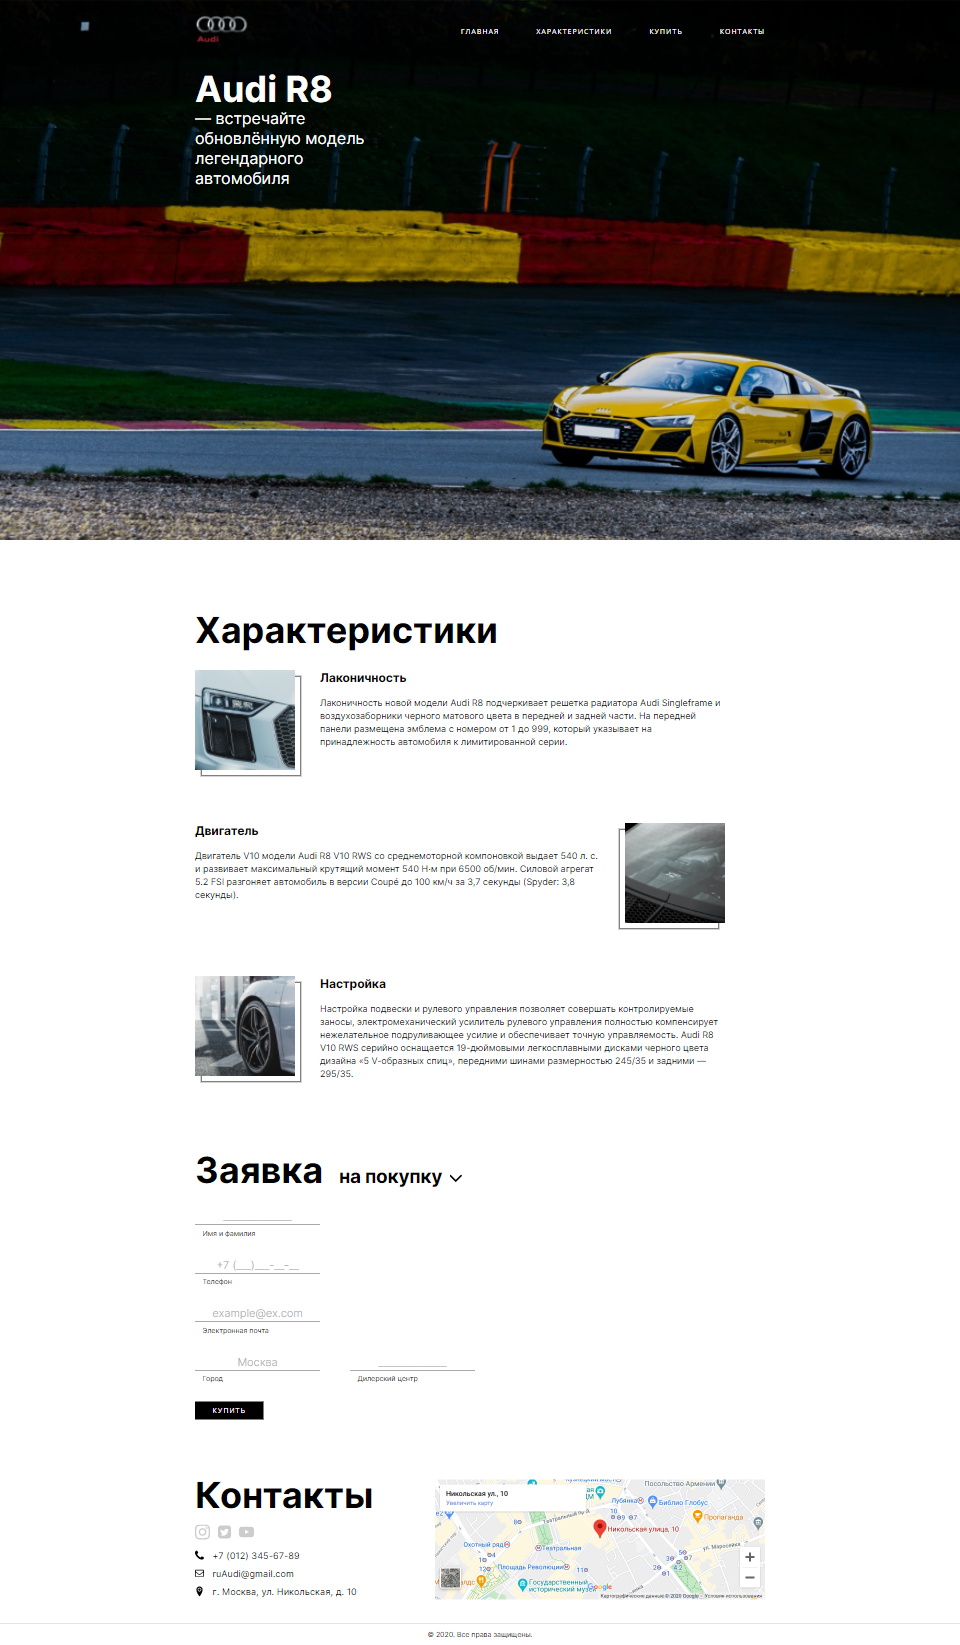 Audi
ГЛАВНАЯ
ХАРАКТЕРИСТИКИ
КУПИТЬ
КОНТАКТЫ
Audi R8
— встречайте
обновлённую модель
легендарного
автомобиля
Характеристики
Лаконичность
Лаконичность новой модели Audi R8 подчеркивает решетка радиатора Audi Singleframe и
воздухозаборники черного матового цвета в передней и задней части. На передней
панели размещена эмблема с номером от 1 до 999, который указывает на
принадлежность автомобиля к лимитированной серии.
Двигатель
Двигатель V10 модели Audi R8 V10 RWS со среднемоторной компоновкой выдает 540 л. с.
и развивает максимальный крутящий момент 540 Н·м при 6500 об/мин. Силовой агрегат
5.2 FSI разгоняет автомобиль в версии Coupé до 100 км/ч за 3,7 секунды (Spyder: 3,8
секунды).
Настройка
Настройка подвески и рулевого управления позволяет совершать контролируемые
заносы, электромеханический усилитель рулевого управления полностью компенсирует
нежелательное подруливающее усилие и обеспечивает точную управляемость. Audi R8
V10 RWS серийно оснащается 19-дюймовыми легкосплавными дисками черного цвета
дизайна «5 V-образных спиц», передними шинами размерностью 245/35 и задними —
295/35.
Заявка на покупку
Имя и фамилия
+7 (___)___-__-__
Телефон
example@ex.com
Электронная почта
Москва
Город
Дилерский центр
КУПИТЬ
Контакты
+7 (012) 345-67-89
ruAudi@gmail.com
г. Москва, ул. Никольская, д. 10
Никольская ул., 10
Увеличить карту
Посольство Армении
Лубянка
Библио Глобус
Пропаганда
Театральный пр-д
Никольская улица, 10
Охотный ряд
Театральная
ул. Маросейка
Площадь Революции
Государственный
исторический музей
Google
Картографические данные © 2020 Google
Условия использования
© 2020. Все права защищены.